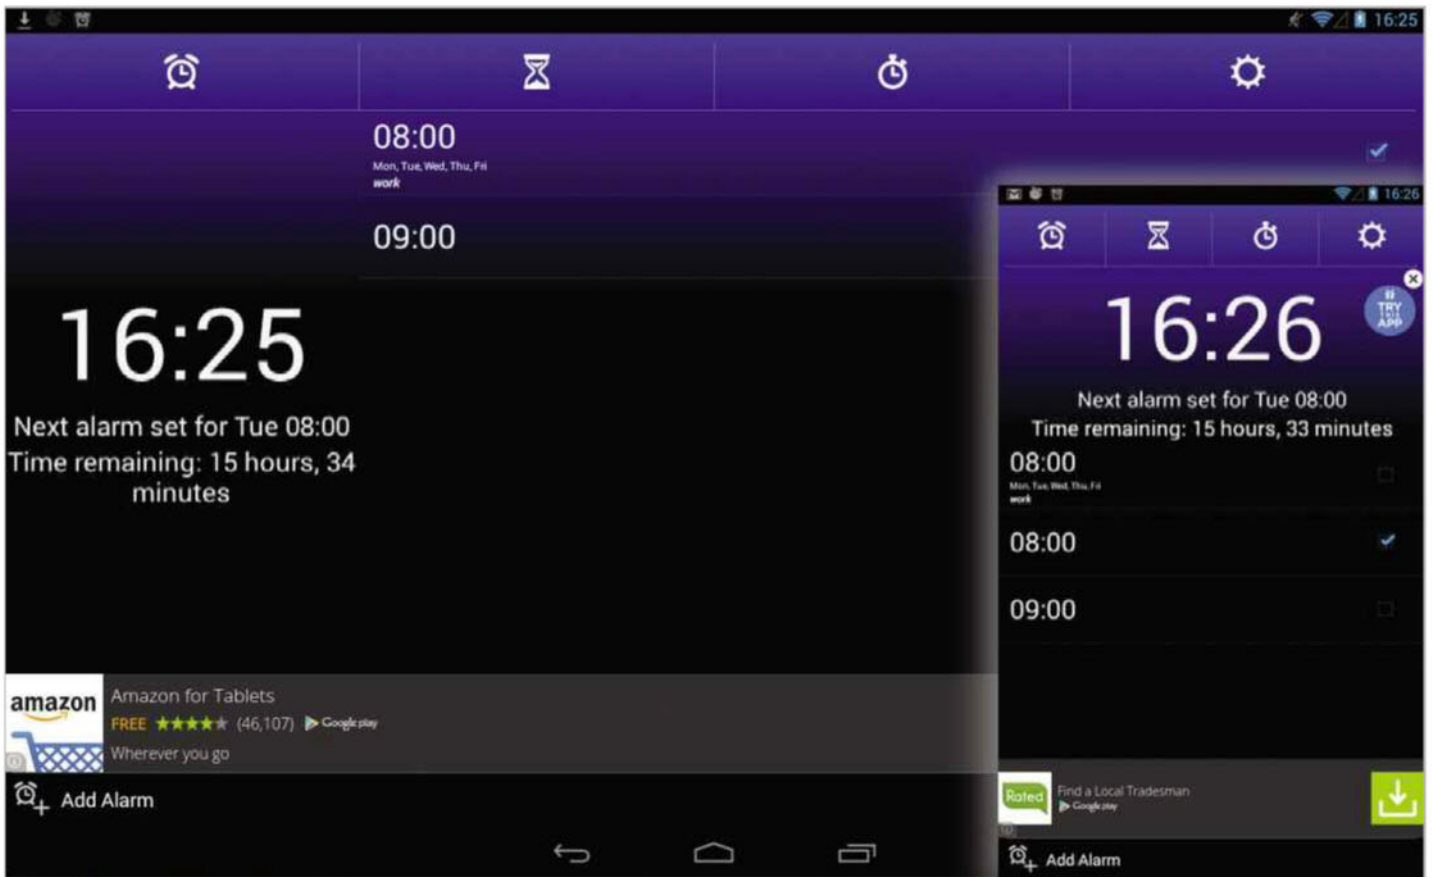 16:25
08:00
Mon, Tue, Wed, Thu, Fri
work
09:00
16:25
Next alarm set for Tue 08:00
Time remaining: 15 hours, 34
minutes
amazon
Amazon for Tablets
FREE (46,107) Google play
Wherever you go
Add Alarm
16:26
16:26
TRY
THIS
APP
Next alarm set for Tue 08:00
Time remaining: 15 hours, 33 minutes
08:00
Mon, Tue, Wed, Thu, Fri
work
08:00
09:00
Rated
Find a Local Tradesman
Google play
Add Alarm